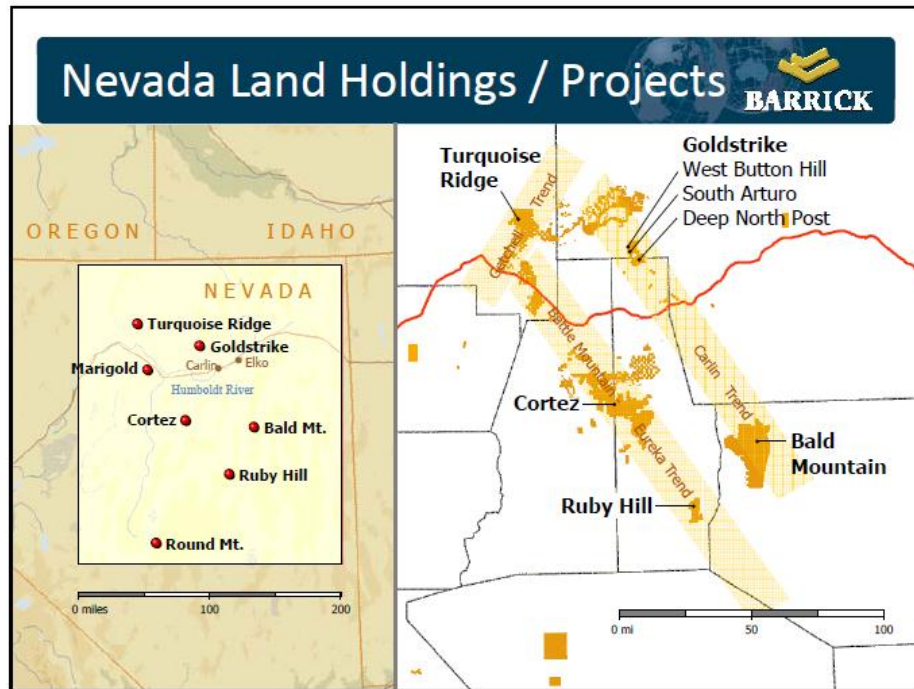 Nevada Land Holdings / Projects
BARRICK
OREGON
IDAHO
NEVADA
Turquoise Ridge
Goldstrike
Carlin
Elko
Marigold
Humboldt River
Cortez
Bald Mt.
Ruby Hill
Round Mt.
0 miles 100 200
Turquoise
Ridge
Goldstrike
West Button Hill
South Arturo
Deep North Post
Getchell Trend
Battle Mountain
Eureka Trend
Carlin Trend
Cortez
Bald
Mountain
Ruby Hill
0 mi 50 100